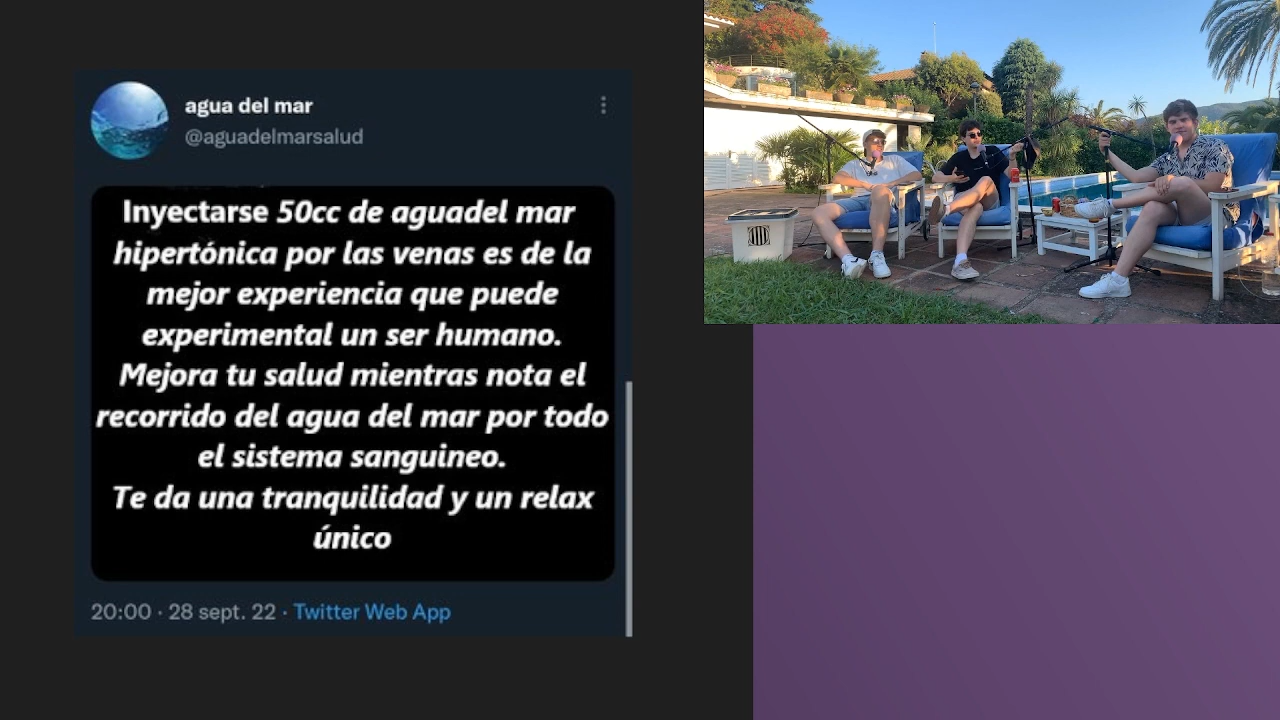 agua del mar
@aguadelmarsalud
Inyectarse 50cc de aguadel mar
hipertónica por las venas es de la
mejor experiencia que puede
experimental un ser humano.
Mejora tu salud mientras nota el
recorrido del agua del mar por todo
el sistema sanguineo.
Te da una tranquilidad y un relax
único
20:00 · 28 sept. 22 · Twitter Web App